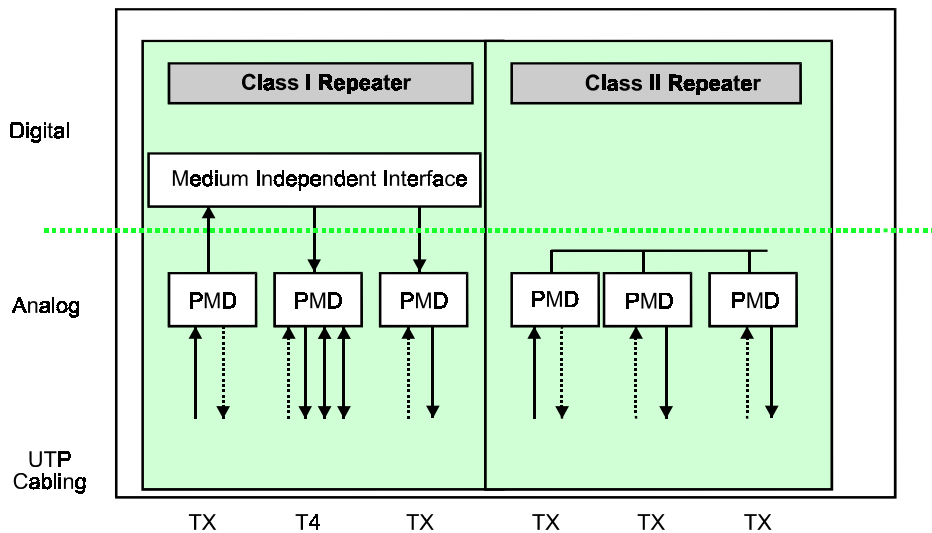 Class I Repeater
Class II Repeater
Digital
Medium Independent Interface
Analog
PMD
PMD
PMD
PMD
PMD
PMD
UTP
Cabling
TX
T4
TX
TX
TX
TX